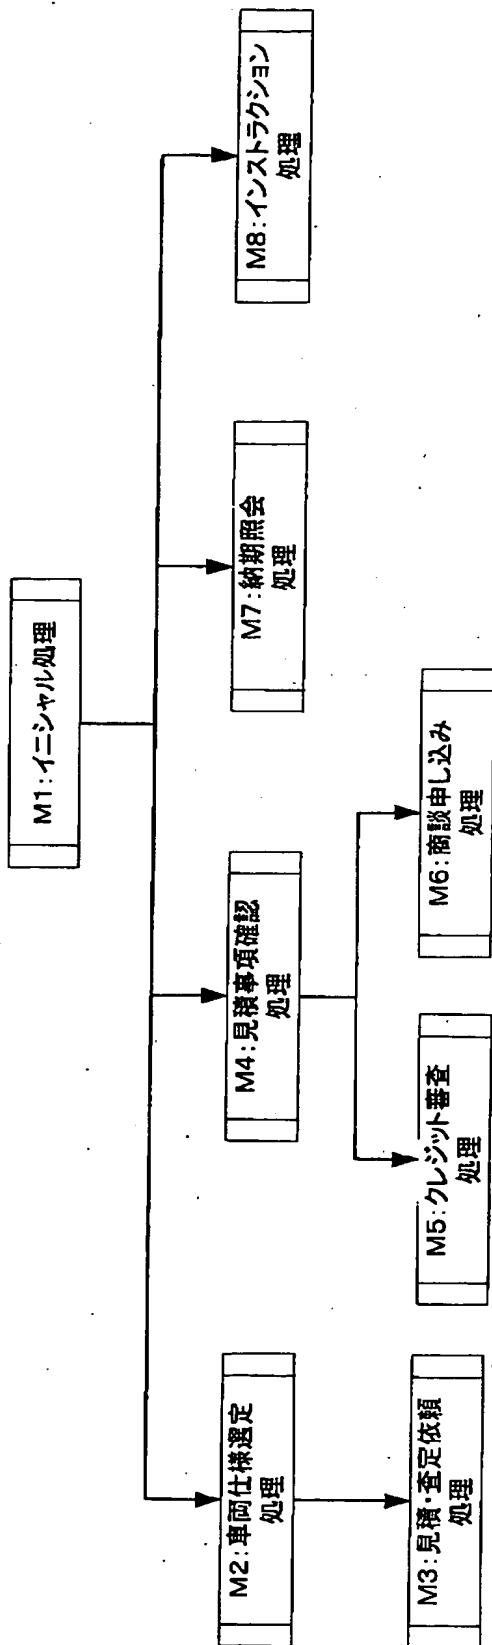 M1:イニシャル処理
M2:車両仕様選定
処理
M4:見積事項確認
処理
M7:納期照会
処理
M8:インストラクション
処理
M3:見積・査定依頼
処理
M5:クレジット審査
処理
M6:商談申し込み
処理